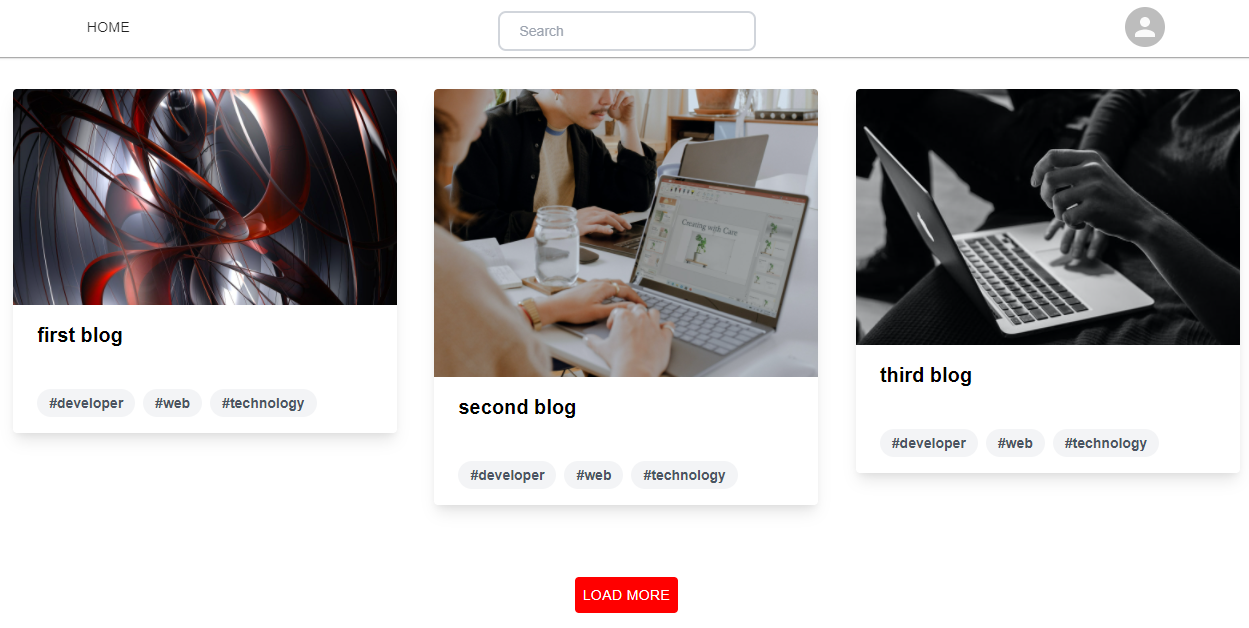 HOME
Search
Creating with Care
first blog
#developer #web #technology
second blog
#developer #web #technology
third blog
#developer #web #technology
LOAD MORE